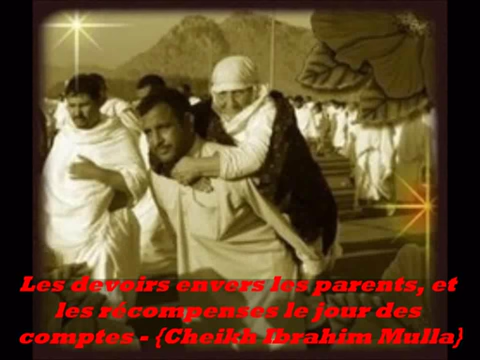 Les devoirs envers les parents, et
les récompenses le jour des
comptes - {Cheikh Ibrahim Mulla}